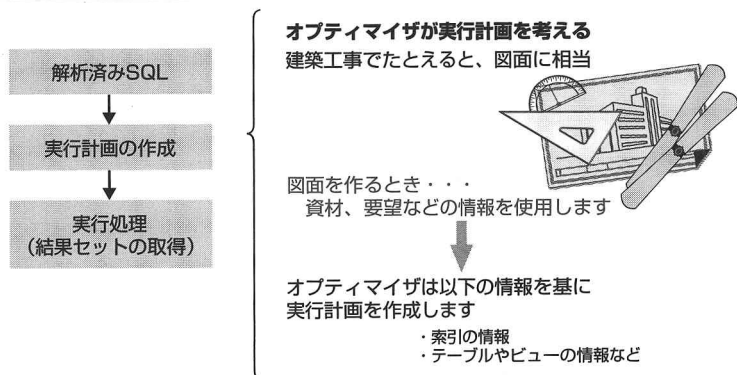 解析済みSQL
実行計画の作成
実行処理
（結果セットの取得）
オプティマイザが実行計画を考える
建築工事でたとえると、図面に相当
図面を作るとき・・・
資材、要望などの情報を使用します
オプティマイザは以下の情報を基に
実行計画を作成します
・索引の情報
・テーブルやビューの情報など